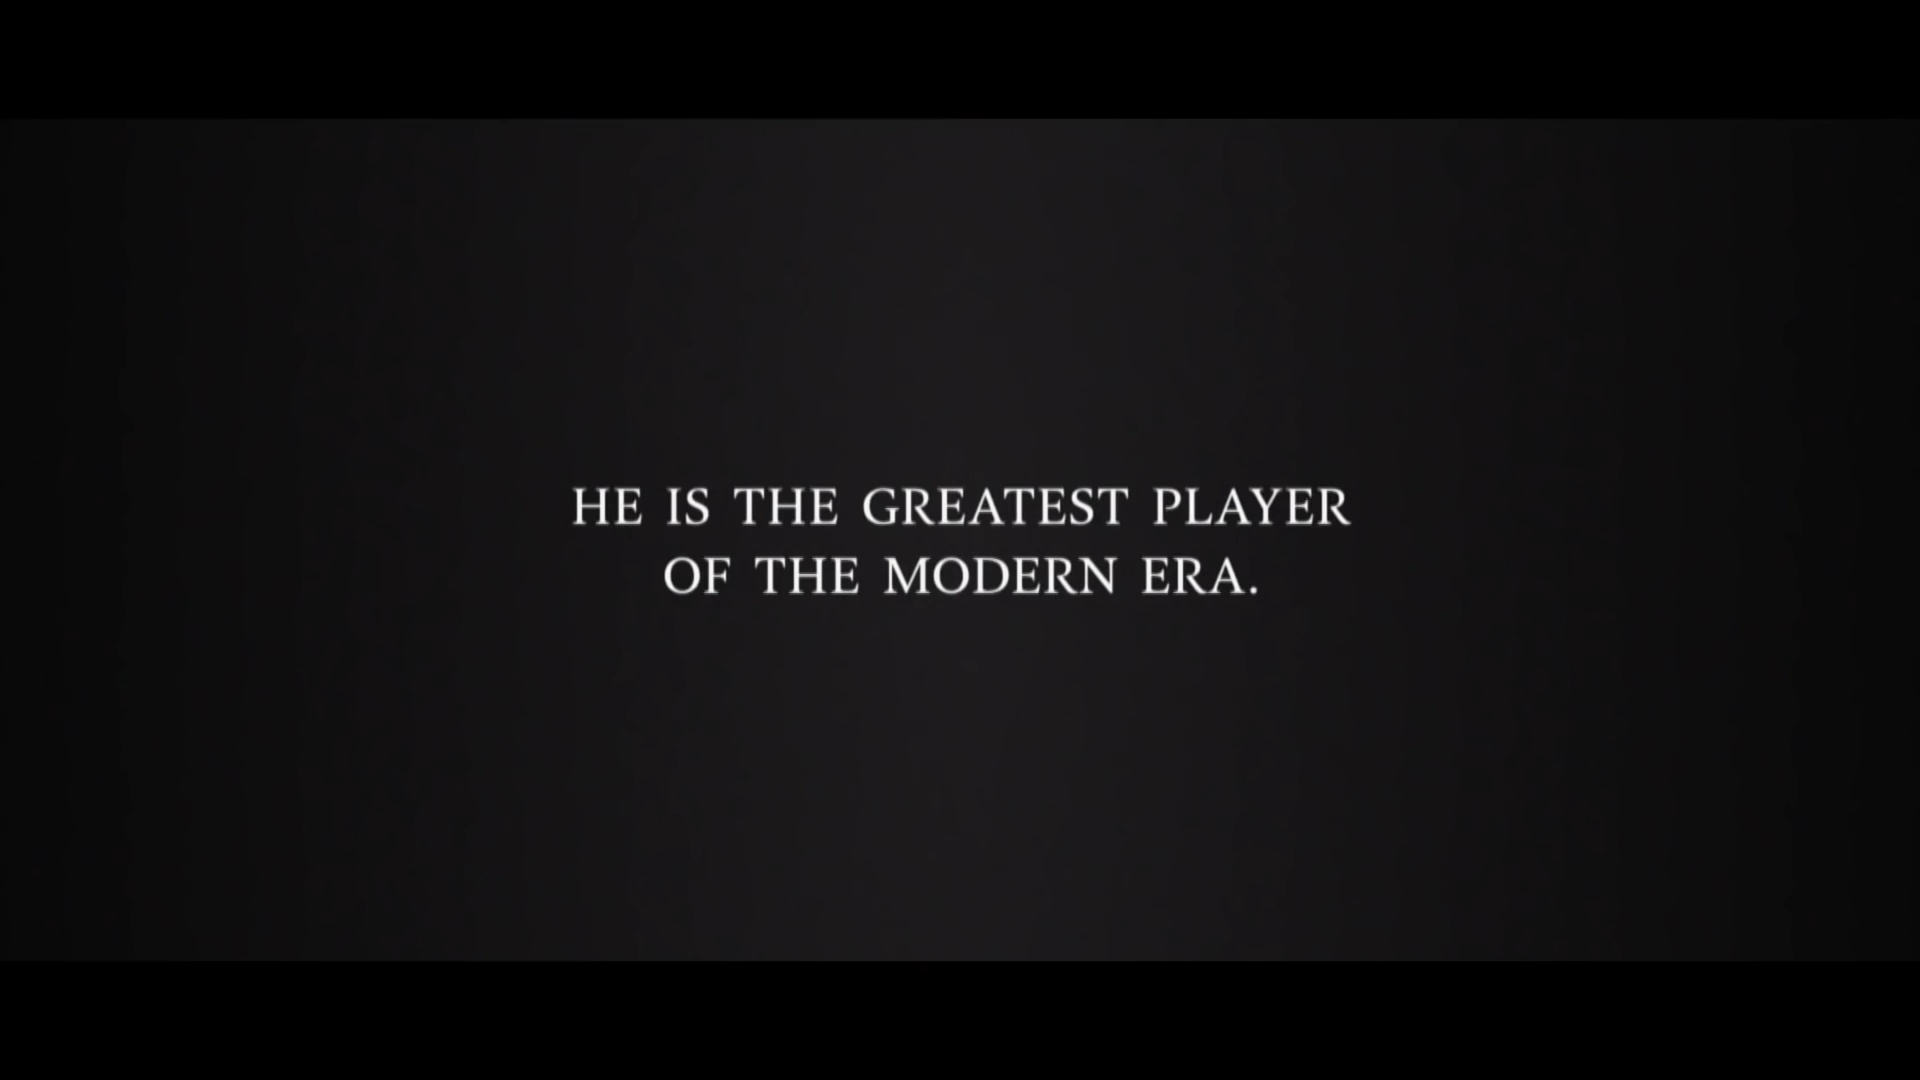 HE IS THE GREATEST PLAYER
OF THE MODERN ERA.